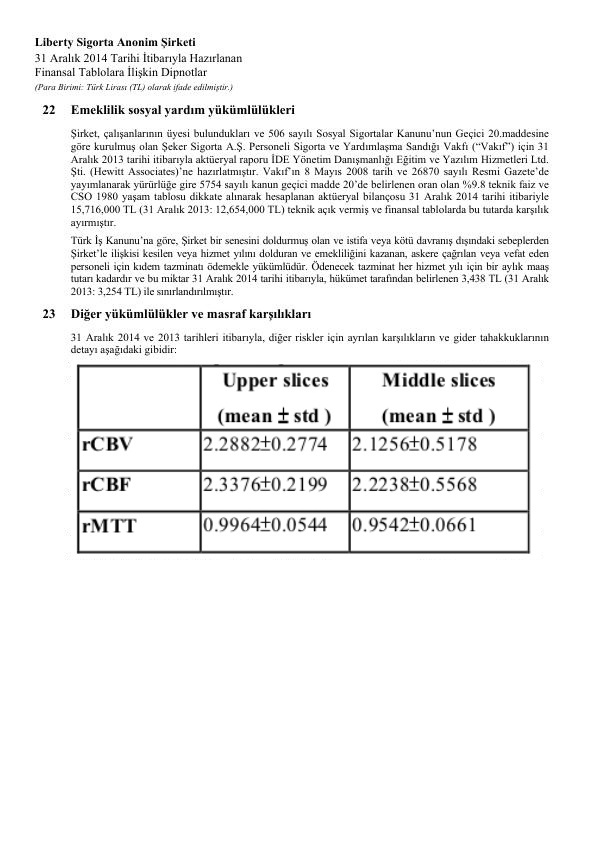 Liberty Sigorta Anonim Şirketi
31 Aralık 2014 Tarihi İtibarıyla Hazırlanan
Finansal Tablolara İlişkin Dipnotlar
(Para Birimi: Türk Lirası (TL) olarak ifade edilmiştir.)
22 Emeklilik sosyal yardım yükümlülükleri
Şirket, çalışanlarının üyesi bulundukları ve 506 sayılı Sosyal Sigortalar Kanunu’nun Geçici 20.maddesine
göre kurulmuş olan Şeker Sigorta A.Ş. Personeli Sigorta ve Yardımlaşma Sandığı Vakfı (“Vakıf”) için 31
Aralık 2013 tarihi itibarıyla aktüeryal raporu İDE Yönetim Danışmanlığı Eğitim ve Yazılım Hizmetleri Ltd.
Şti. (Hewitt Associates)’ne hazırlatmıştır. Vakıf’ın 8 Mayıs 2008 tarih ve 26870 sayılı Resmi Gazete’de
yayımlanarak yürürlüğe gire 5754 sayılı kanun geçici madde 20’de belirlenen oran olan %9.8 teknik faiz ve
CSO 1980 yaşam tablosu dikkate alınarak hesaplanan aktüeryal bilançosu 31 Aralık 2014 tarihi itibariyle
15,716,000 TL (31 Aralık 2013: 12,654,000 TL) teknik açık vermiş ve finansal tablolarda bu tutarda karşılık
ayırmıştır.
Türk İş Kanunu’na göre, Şirket bir senesini doldurmuş olan ve istifa veya kötü davranış dışındaki sebeplerden
Şirket’le ilişkisi kesilen veya hizmet yılını dolduran ve emekliliğini kazanan, askere çağrılan veya vefat eden
personeli için kıdem tazminatı ödemekle yükümlüdür. Ödenecek tazminat her hizmet yılı için bir aylık maaş
tutarı kadardır ve bu miktar 31 Aralık 2014 tarihi itibarıyla, hükümet tarafından belirlenen 3,438 TL (31 Aralık
2013: 3,254 TL) ile sınırlandırılmıştır.
23 Diğer yükümlülükler ve masraf karşılıkları
31 Aralık 2014 ve 2013 tarihleri itibarıyla, diğer riskler için ayrılan karşılıkların ve gider tahakkuklarının
detayı aşağıdaki gibidir:
Upper slices Middle slices
(mean ± std ) (mean ± std )
rCBV 2.2882±0.2774 2.1256±0.5178
rCBF 2.3376±0.2199 2.2238±0.5568
rMTT 0.9964±0.0544 0.9542±0.0661